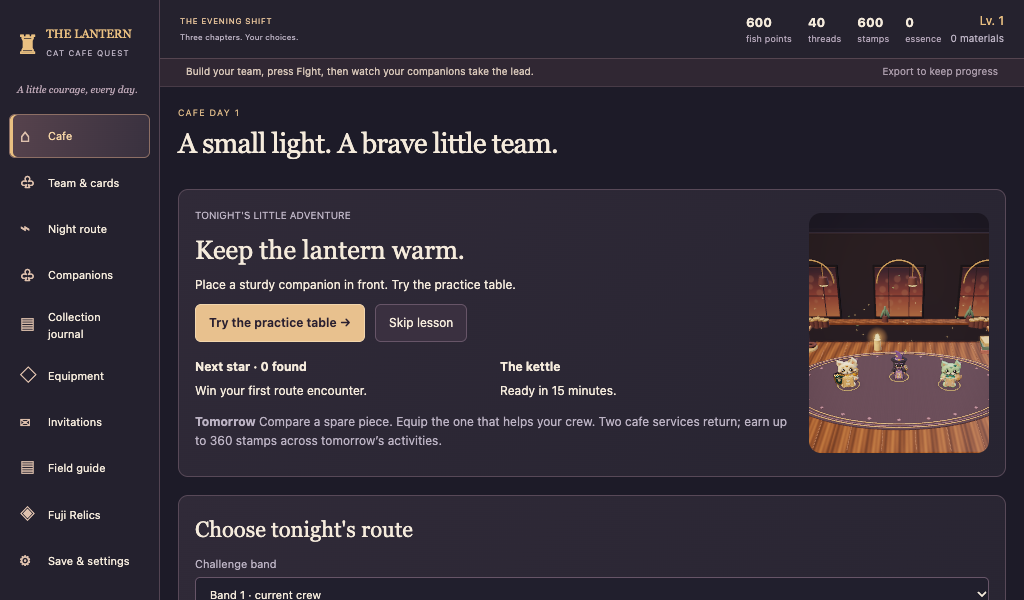 THE LANTERN
CAT CAFE QUEST
A little courage, every day.
Cafe
Team & cards
Night route
Companions
Collection
journal
Equipment
Invitations
Field guide
Fuji Relics
Save & settings
THE EVENING SHIFT
Three chapters. Your choices.
600
fish points
40
threads
600
stamps
0
essence
Lv. 1
0 materials
Build your team, press Fight, then watch your companions take the lead.
Export to keep progress
CAFE DAY 1
A small light. A brave little team.
TONIGHT'S LITTLE ADVENTURE
Keep the lantern warm.
Place a sturdy companion in front. Try the practice table.
Try the practice table →
Skip lesson
Next star · 0 found
Win your first route encounter.
The kettle
Ready in 15 minutes.
Tomorrow Compare a spare piece. Equip the one that helps your crew. Two cafe services return; earn up
to 360 stamps across tomorrow's activities.
Choose tonight's route
Challenge band
Band 1 · current crew